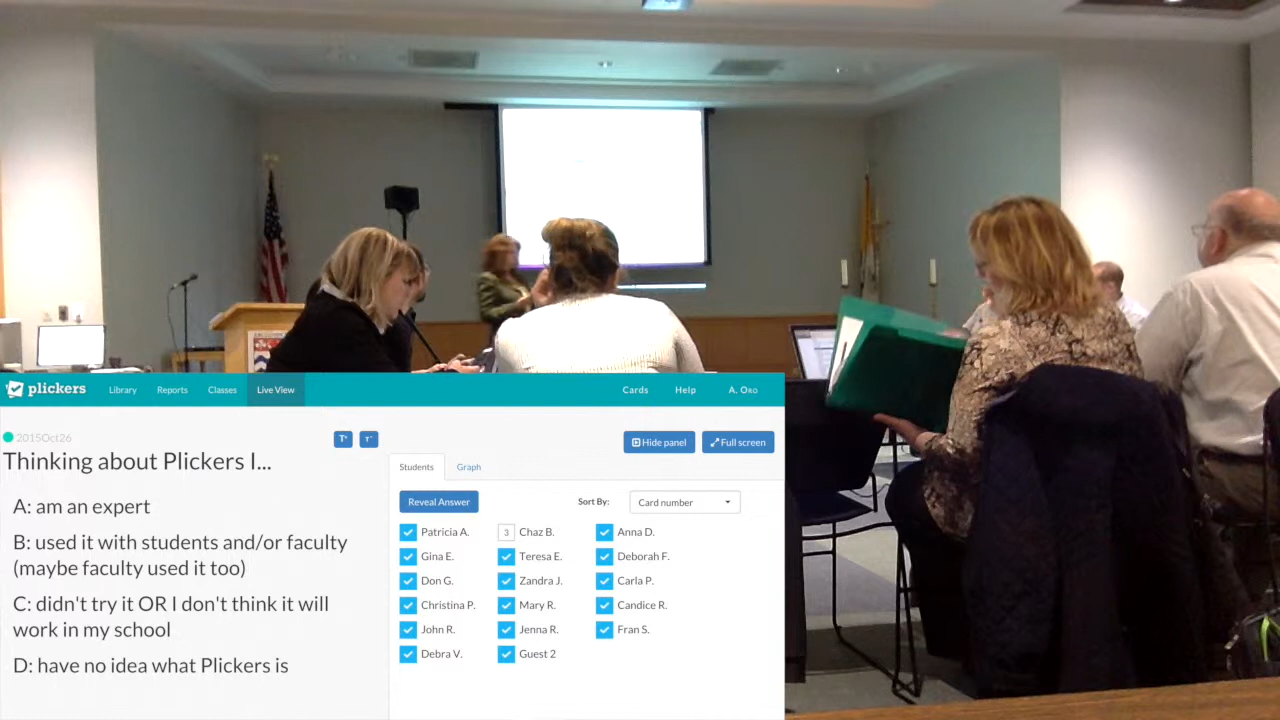 plickers Library Reports Classes Live View Cards Help A. Oro
2015Oct26
T+ T-
Hide panel Full screen
Thinking about Plickers I...
Students Graph
A: am an expert
Reveal Answer Sort By: Card number
B: used it with students and/or faculty
(maybe faculty used it too)
C: didn't try it OR I don't think it will
work in my school
D: have no idea what Plickers is
Patricia A. 3 Chaz B. Anna D.
Gina E. Teresa E. Deborah F.
Don G. Zandra J. Carla P.
Christina P. Mary R. Candice R.
John R. Jenna R. Fran S.
Debra V. Guest 2